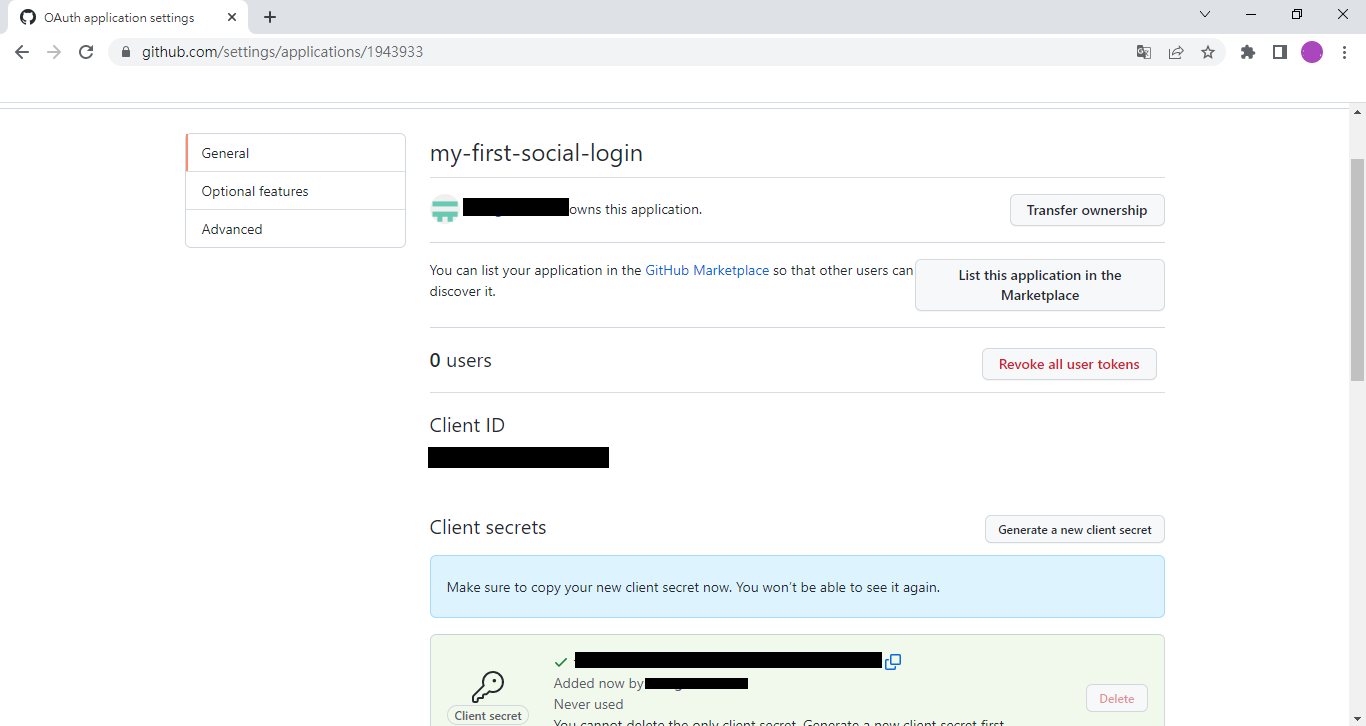 OAuth application settings
github.com/settings/applications/1943933
General
Optional features
Advanced
my-first-social-login
owns this application.
Transfer ownership
You can list your application in the GitHub Marketplace so that other users can
discover it.
List this application in the
Marketplace
0 users
Revoke all user tokens
Client ID
Client secrets
Generate a new client secret
Make sure to copy your new client secret now. You won't be able to see it again.
Added now by
Never used
Delete
Client secret
You cannot delete the only client secret. Generate a new client secret first.